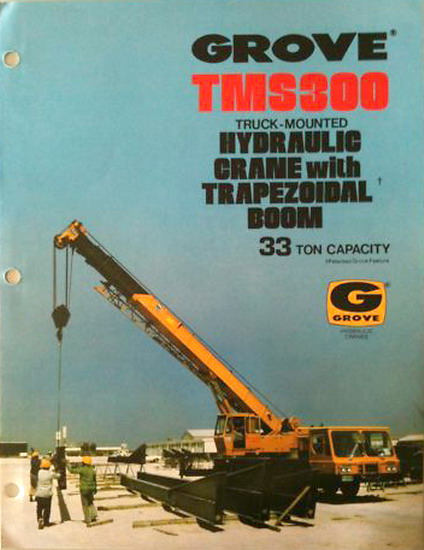 GROVE®
TMS300
TRUCK-MOUNTED
HYDRAULIC
CRANE with
TRAPEZOIDAL†
BOOM
33 TON CAPACITY
†Patented Grove Feature
G®
GROVE
HYDRAULIC
CRANES